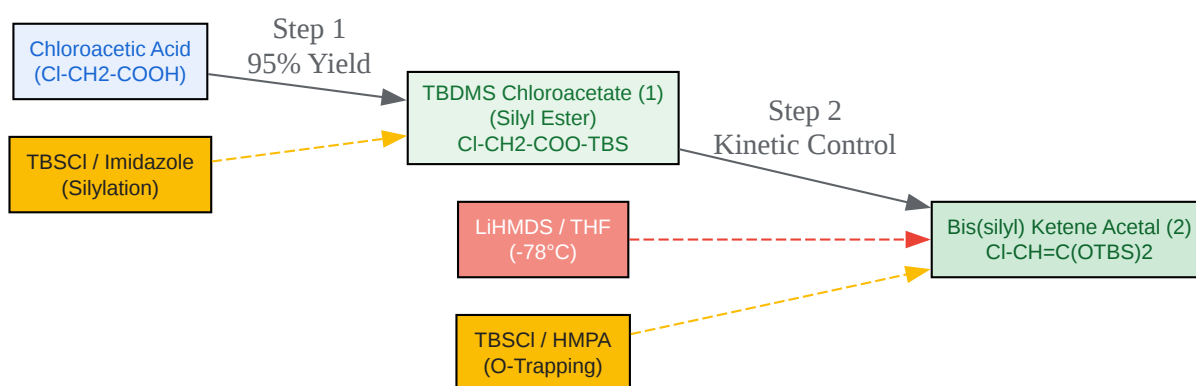 Chloroacetic Acid
(Cl-CH2-COOH)
Step 1
95% Yield
TBSCl / Imidazole
(Silylation)
TBDMS Chloroacetate (1)
(Silyl Ester)
Cl-CH2-COO-TBS
Step 2
Kinetic Control
LiHMDS / THF
(-78°C)
Bis(silyl) Ketene Acetal (2)
Cl-CH=C(OTBS)2
TBSCl / HMPA
(O-Trapping)